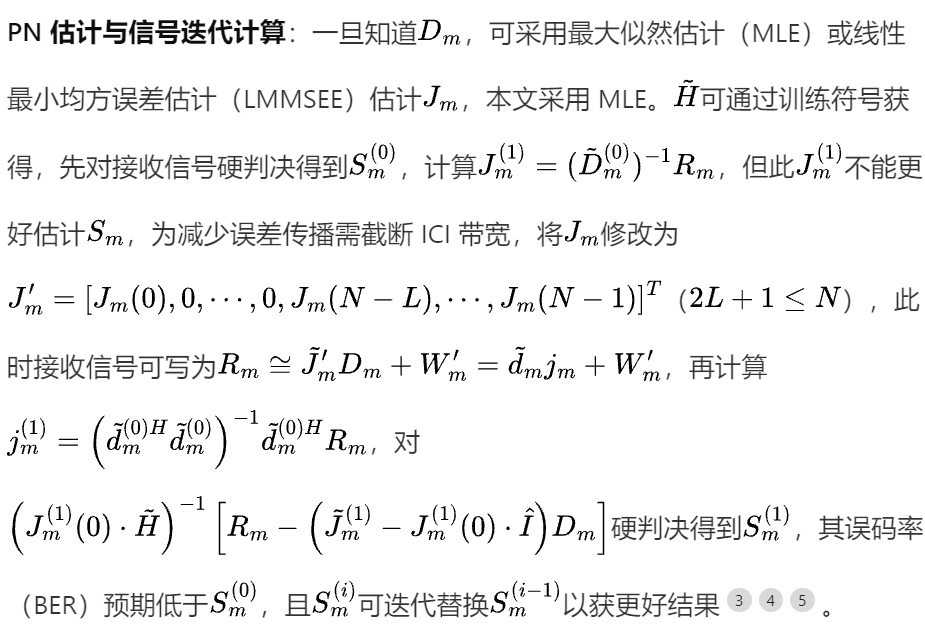 PN 估计与信号迭代计算：一旦知道$D_m$，可采用最大似然估计（MLE）或线性
最小均方误差估计（LMMSEE）估计$J_m$，本文采用 MLE。$\tilde{H}$可通过训练符号获
得，先对接收信号硬判决得到$S_m^{(0)}$，计算$J_m^{(1)} = (\tilde{D}_m^{(0)})^{-1} R_m$，但此$J_m^{(1)}$不能更
好估计$S_m$，为减少误差传播需截断 ICI 带宽，将$J_m$修改为
$J_m' = [J_m(0), 0, \cdots, 0, J_m(N-L), \cdots, J_m(N-1)]^T$（$2L+1 \leq N$），此
时接收信号可写为$R_m \cong \tilde{J}_m' D_m + W_m' = \tilde{d}_m j_m + W_m'$，再计算
$j_m^{(1)} = \left( \tilde{d}_m^{(0)H} \tilde{d}_m^{(0)} \right)^{-1} \tilde{d}_m^{(0)H} R_m$，对
$\left( J_m^{(1)}(0) \cdot \tilde{H} \right)^{-1} \left[ R_m - \left( \tilde{J}_m^{(1)} - J_m^{(1)}(0) \cdot \hat{I} \right) D_m \right]$硬判决得到$S_m^{(1)}$，其误码率
（BER）预期低于$S_m^{(0)}$，且$S_m^{(i)}$可迭代替换$S_m^{(i-1)}$以获更好结果 3 4 5 。